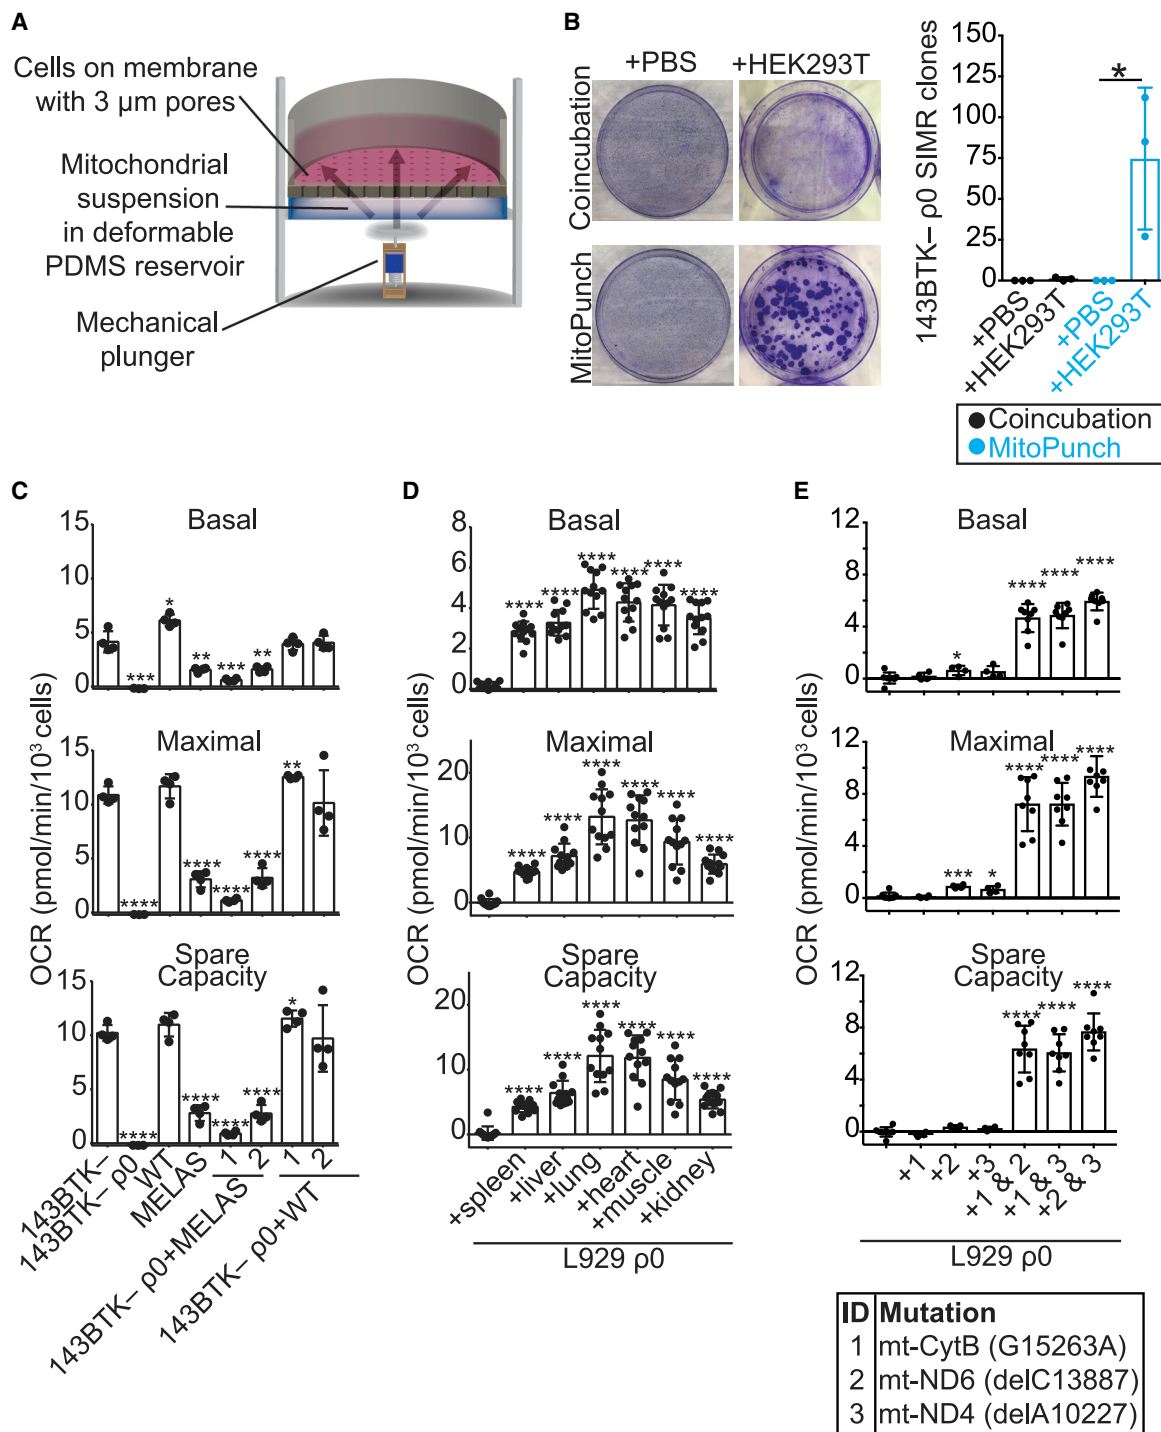 A
Cells on membrane
with 3 μm pores
Mitochondrial
suspension
in deformable
PDMS reservoir
Mechanical
plunger
B
+PBS
+HEK293T
Coincubation
MitoPunch
143BTK– ρ0 SIMR clones
150
125
100
75
50
25
0
*
+PBS
+HEK293T
+PBS
+HEK293T
Coincubation
MitoPunch
C
OCR (pmol/min/10³ cells)
Basal
15
10
5
0
***
*
**
***
**
Maximal
15
10
5
0
****
****
****
****
**
Spare
Capacity
15
10
5
0
****
****
****
****
*
143BTK–
143BTK– ρ0
WT
MELAS
1
2
143BTK– ρ0+MELAS
1
2
143BTK– ρ0+WT
D
OCR (pmol/min/10³ cells)
Basal
8
6
4
2
0
****
****
****
****
****
****
Maximal
20
10
0
****
****
****
****
****
****
Spare
Capacity
20
10
0
****
****
****
****
****
****
+spleen
+liver
+lung
+heart
+muscle
+kidney
L929 ρ0
E
OCR (pmol/min/10³ cells)
Basal
12
8
4
0
*
****
****
****
Maximal
12
8
4
0
***
*
****
****
****
Spare
Capacity
12
8
4
0
****
****
****
+1
+2
+3
+1 & 2
+1 & 3
+2 & 3
L929 ρ0
ID Mutation
1 mt-CytB (G15263A)
2 mt-ND6 (delC13887)
3 mt-ND4 (delA10227)